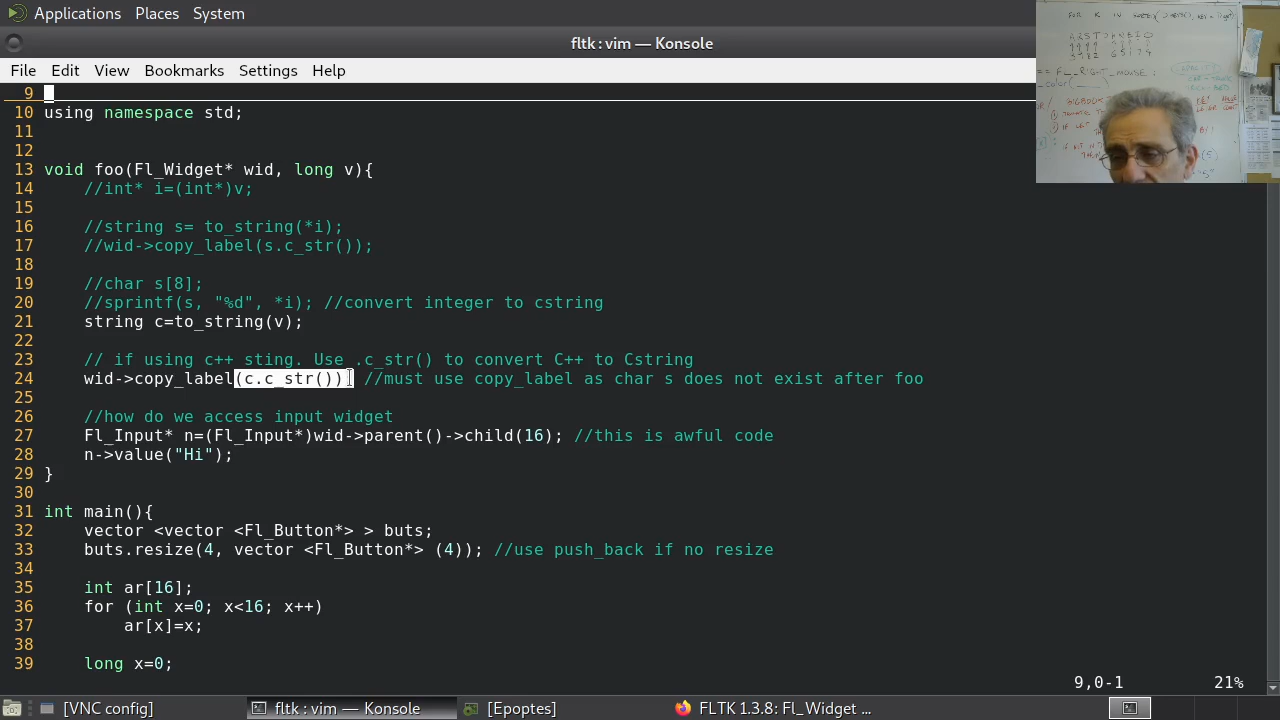 Applications Places System
fltk : vim — Konsole
File Edit View Bookmarks Settings Help
9
10 using namespace std;
11
12
13 void foo(Fl_Widget* wid, long v){
14 //int* i=(int*)v;
15
16 //string s= to_string(*i);
17 //wid->copy_label(s.c_str());
18
19 //char s[8];
20 //sprintf(s, "%d", *i); //convert integer to cstring
21 string c=to_string(v);
22
23 // if using c++ sting. Use .c_str() to convert C++ to Cstring
24 wid->copy_label(c.c_str()); //must use copy_label as char s does not exist after foo
25
26 //how do we access input widget
27 Fl_Input* n=(Fl_Input*)wid->parent()->child(16); //this is awful code
28 n->value("Hi");
29 }
30
31 int main(){
32 vector <vector <Fl_Button*> > buts;
33 buts.resize(4, vector <Fl_Button*> (4)); //use push_back if no resize
34
35 int ar[16];
36 for (int x=0; x<16; x++)
37 ar[x]=x;
38
39 long x=0;
9,0-1 21%
[VNC config] fltk : vim — Konsole [Epoptes] FLTK 1.3.8: Fl_Widget ...
FOR K IN
== FL_RIGHT_MOUSE :
_color(